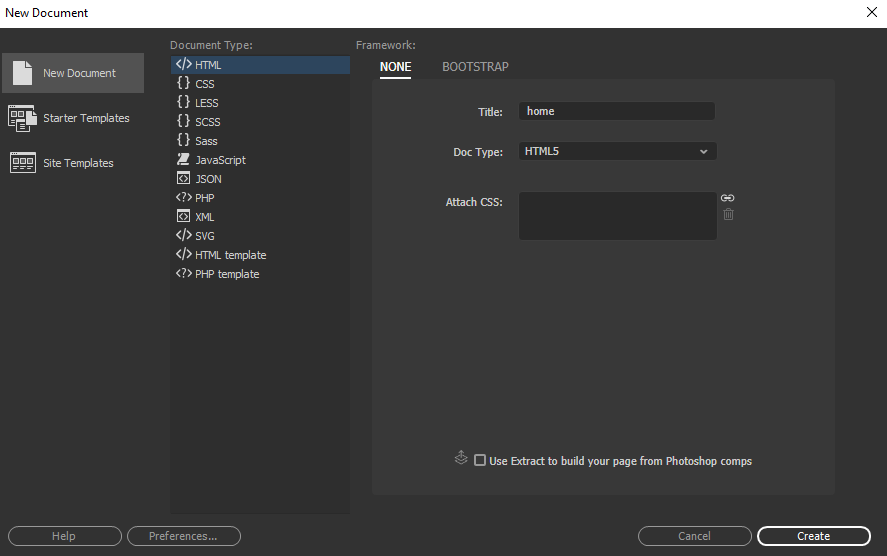 New Document
New Document
Starter Templates
Site Templates
Document Type:
HTML
CSS
LESS
SCSS
Sass
JavaScript
JSON
PHP
XML
SVG
HTML template
PHP template
Framework:
NONE BOOTSTRAP
Title: home
Doc Type: HTML5
Attach CSS:
Use Extract to build your page from Photoshop comps
Help Preferences... Cancel Create